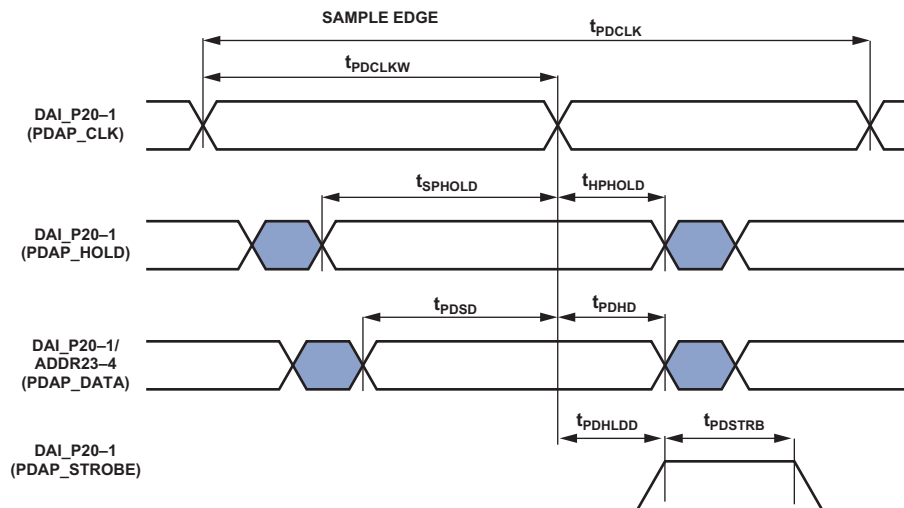 SAMPLE EDGE
tPDCLK
tPDCLKW
DAI_P20–1
(PDAP_CLK)
tSPHOLD
tHPHOLD
DAI_P20–1
(PDAP_HOLD)
tPDSD
tPDHD
DAI_P20–1/
ADDR23–4
(PDAP_DATA)
tPDHLDD
tPDSTRB
DAI_P20–1
(PDAP_STROBE)